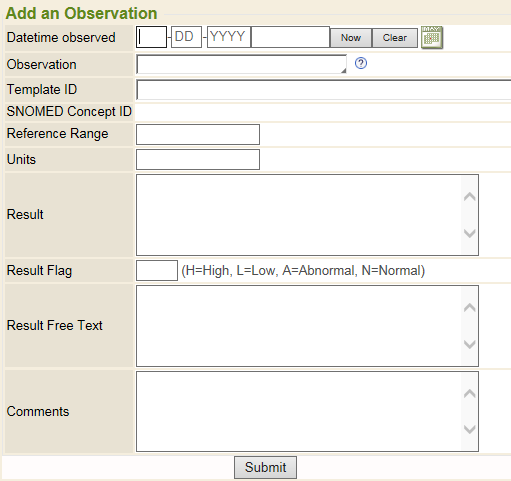 Add an Observation
Datetime observed - DD - YYYY Now Clear MAY
Observation ?
Template ID
SNOMED Concept ID
Reference Range
Units
Result
Result Flag (H=High, L=Low, A=Abnormal, N=Normal)
Result Free Text
Comments
Submit